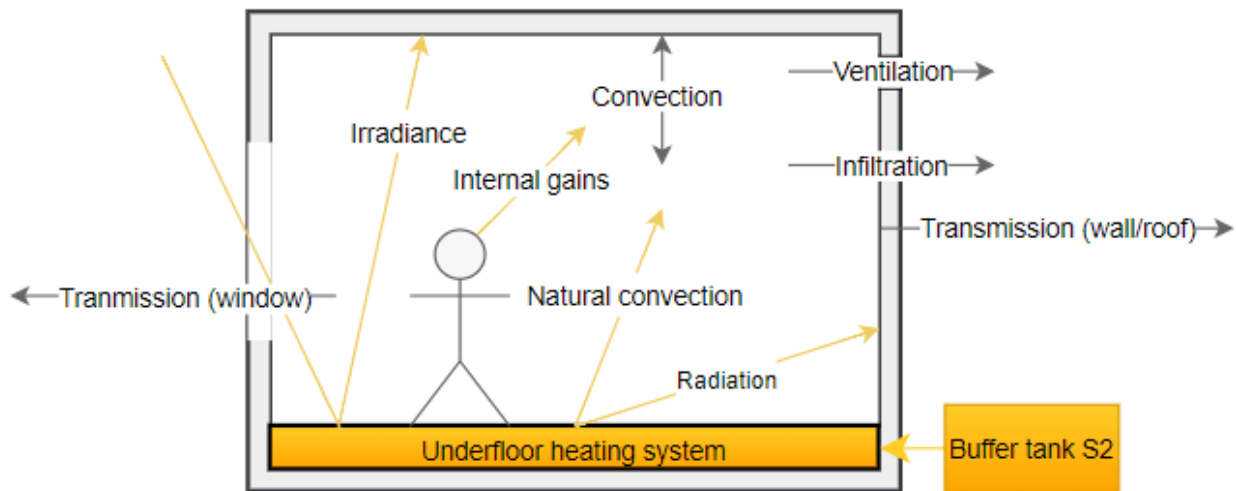 Ventilation
Convection
Irradiance
Internal gains
Infiltration
Transmission (wall/roof)
Tranmission (window)
Natural convection
Radiation
Underfloor heating system
Buffer tank S2